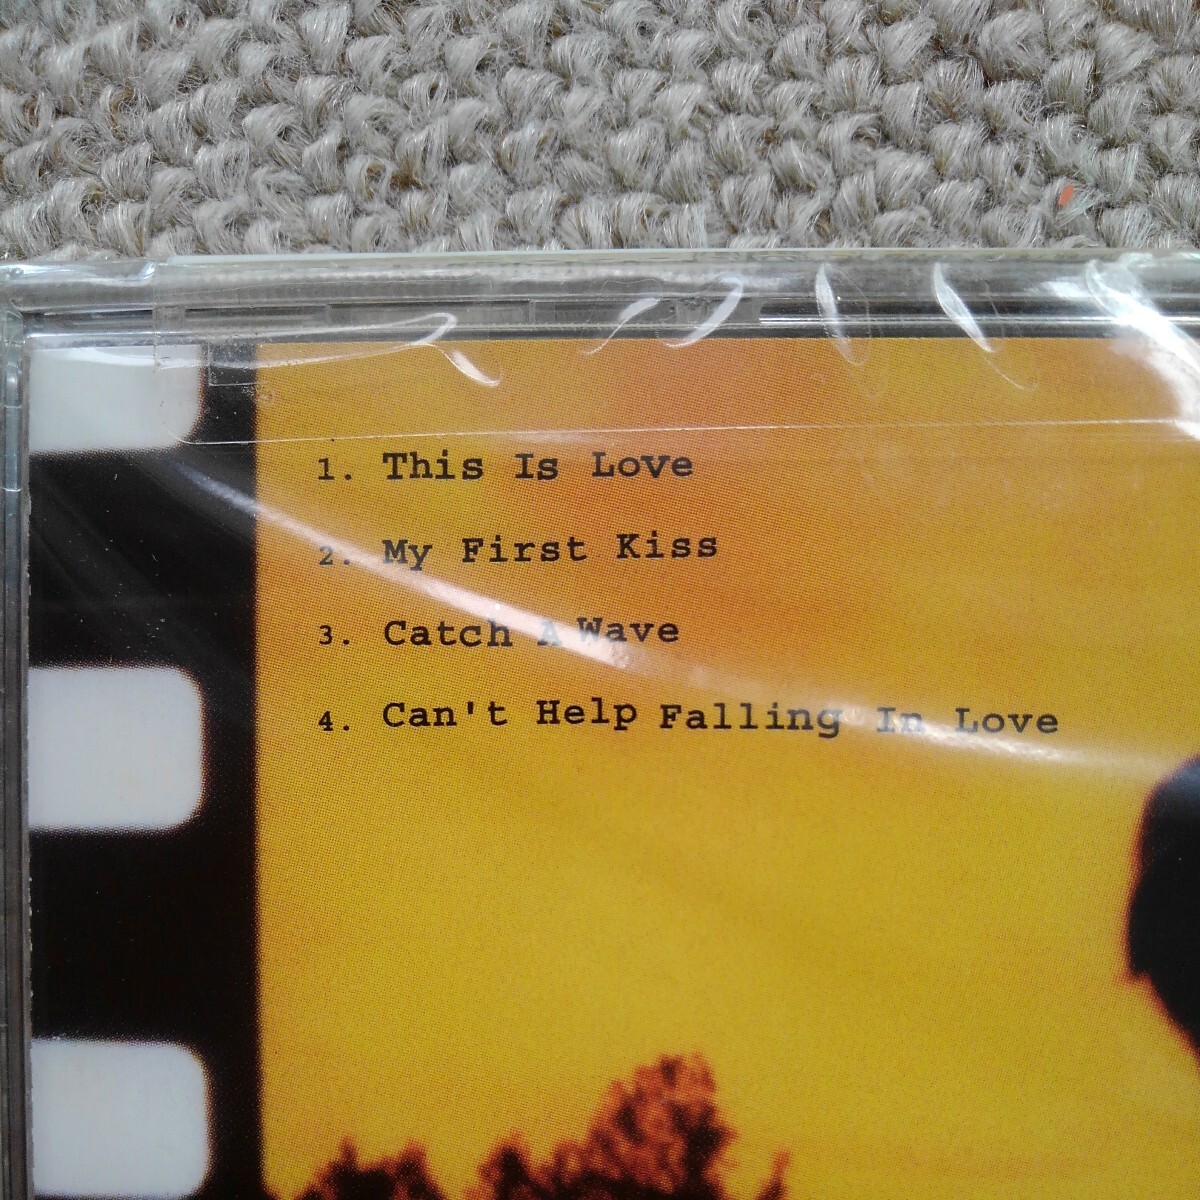 1. This Is Love
2. My First Kiss
3. Catch A Wave
4. Can't Help Falling In Love